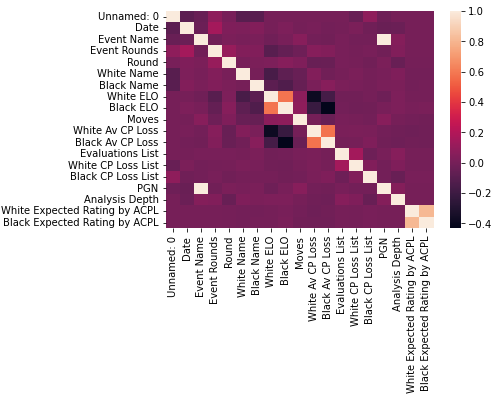 Unnamed: 0
Date
Event Name
Event Rounds
Round
White Name
Black Name
White ELO
Black ELO
Moves
White Av CP Loss
Black Av CP Loss
Evaluations List
White CP Loss List
Black CP Loss List
PGN
Analysis Depth
White Expected Rating by ACPL
Black Expected Rating by ACPL
Unnamed: 0
Date
Event Name
Event Rounds
Round
White Name
Black Name
White ELO
Black ELO
Moves
White Av CP Loss
Black Av CP Loss
Evaluations List
White CP Loss List
Black CP Loss List
PGN
Analysis Depth
White Expected Rating by ACPL
Black Expected Rating by ACPL
1.0
0.8
0.6
0.4
0.2
0.0
−0.2
−0.4